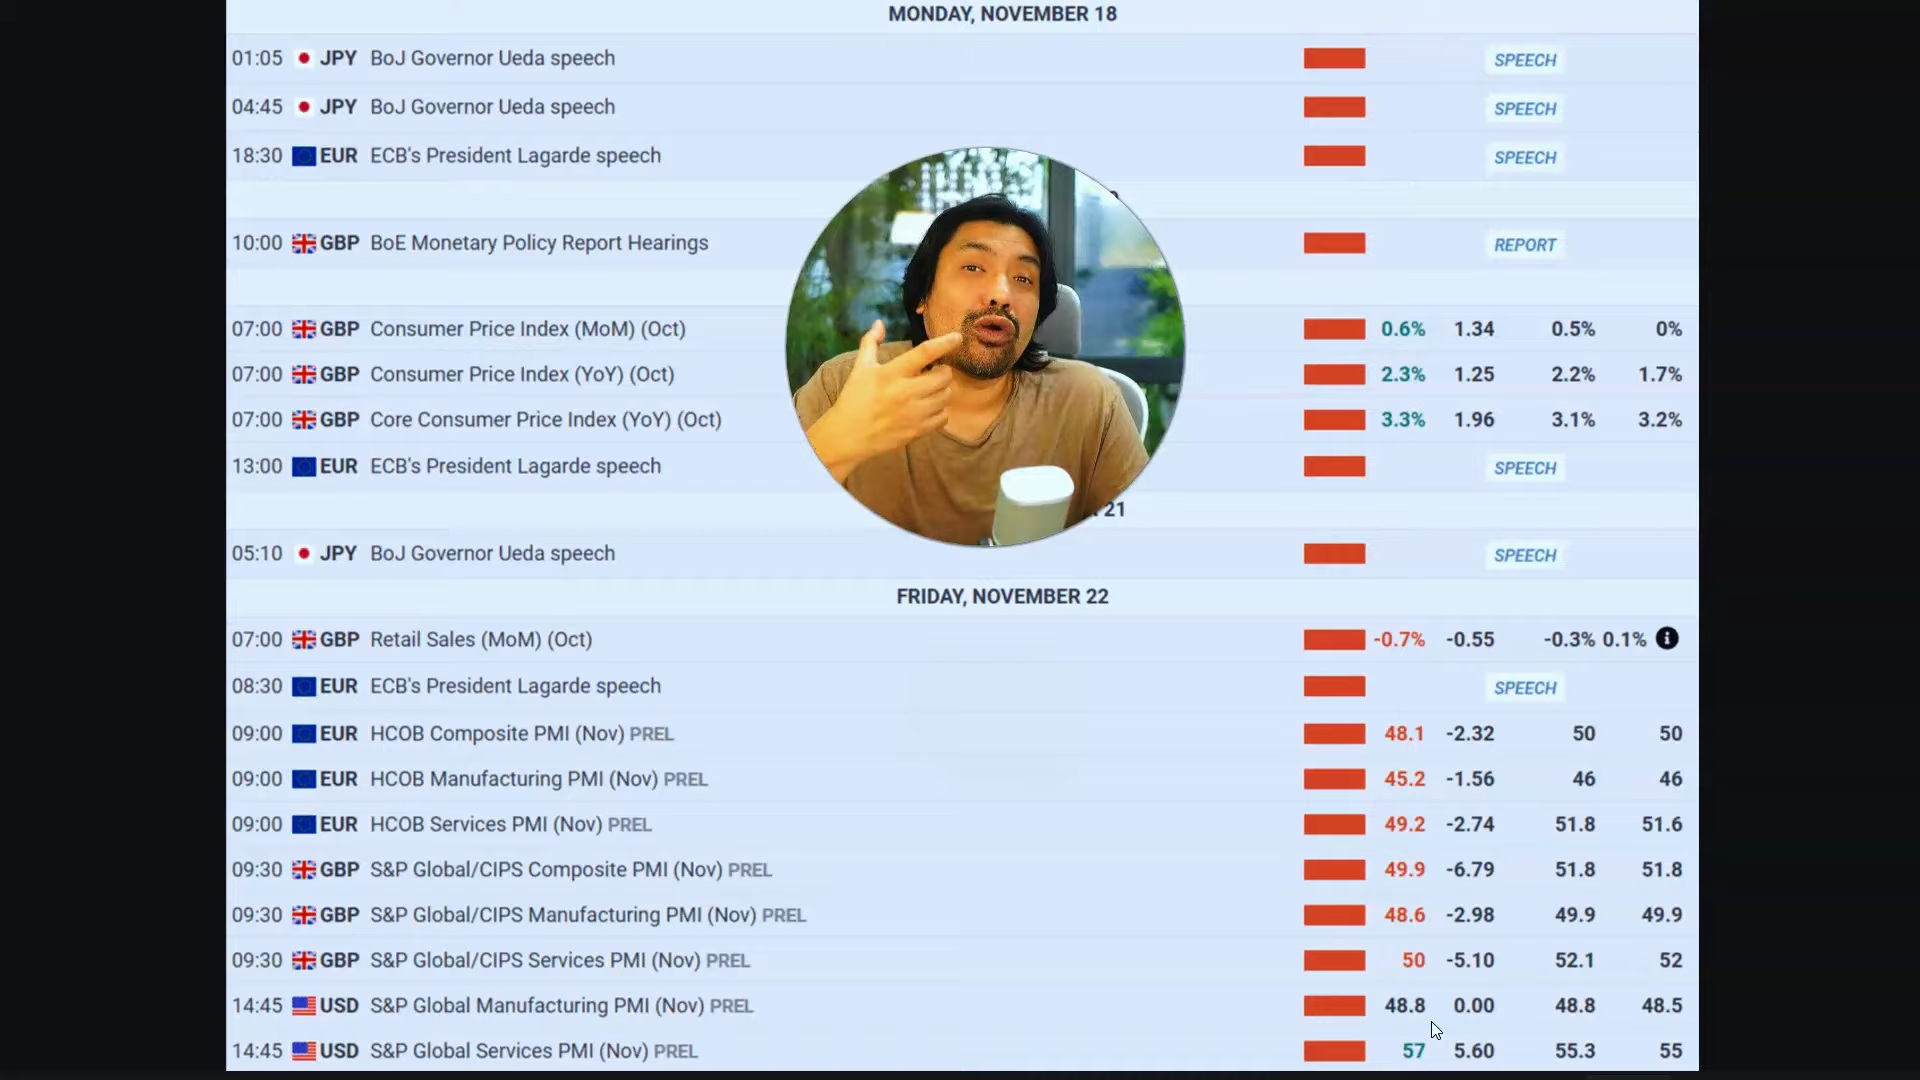 MONDAY, NOVEMBER 18
01:05 JPY BoJ Governor Ueda speech SPEECH
04:45 JPY BoJ Governor Ueda speech SPEECH
18:30 EUR ECB's President Lagarde speech SPEECH
10:00 GBP BoE Monetary Policy Report Hearings REPORT
07:00 GBP Consumer Price Index (MoM) (Oct) 0.6% 1.34 0.5% 0%
07:00 GBP Consumer Price Index (YoY) (Oct) 2.3% 1.25 2.2% 1.7%
07:00 GBP Core Consumer Price Index (YoY) (Oct) 3.3% 1.96 3.1% 3.2%
13:00 EUR ECB's President Lagarde speech SPEECH
21
05:10 JPY BoJ Governor Ueda speech SPEECH
FRIDAY, NOVEMBER 22
07:00 GBP Retail Sales (MoM) (Oct) -0.7% -0.55 -0.3% 0.1%
08:30 EUR ECB's President Lagarde speech SPEECH
09:00 EUR HCOB Composite PMI (Nov) PREL 48.1 -2.32 50 50
09:00 EUR HCOB Manufacturing PMI (Nov) PREL 45.2 -1.56 46 46
09:00 EUR HCOB Services PMI (Nov) PREL 49.2 -2.74 51.8 51.6
09:30 GBP S&P Global/CIPS Composite PMI (Nov) PREL 49.9 -6.79 51.8 51.8
09:30 GBP S&P Global/CIPS Manufacturing PMI (Nov) PREL 48.6 -2.98 49.9 49.9
09:30 GBP S&P Global/CIPS Services PMI (Nov) PREL 50 -5.10 52.1 52
14:45 USD S&P Global Manufacturing PMI (Nov) PREL 48.8 0.00 48.8 48.5
14:45 USD S&P Global Services PMI (Nov) PREL 57 5.60 55.3 55